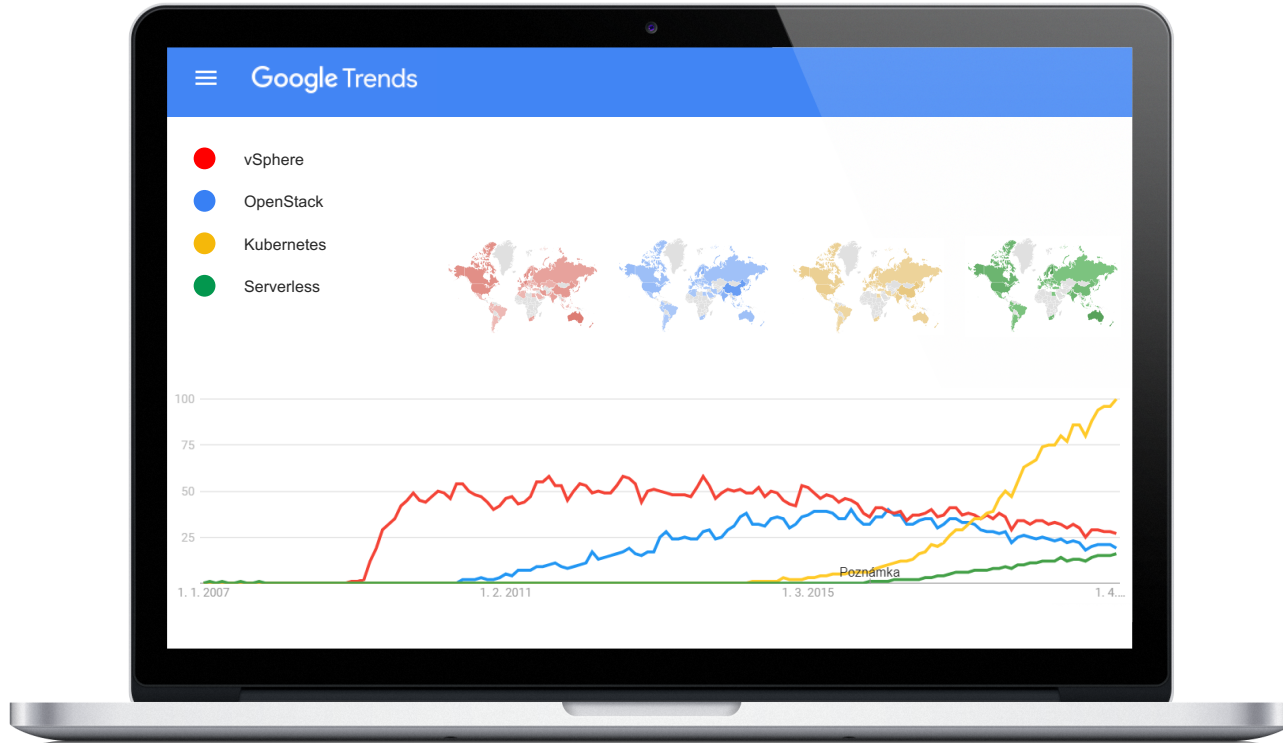 Google Trends
vSphere
OpenStack
Kubernetes
Serverless
100
75
50
25
Poznámka
1. 1. 2007
1. 2. 2011
1. 3. 2015
1. 4....